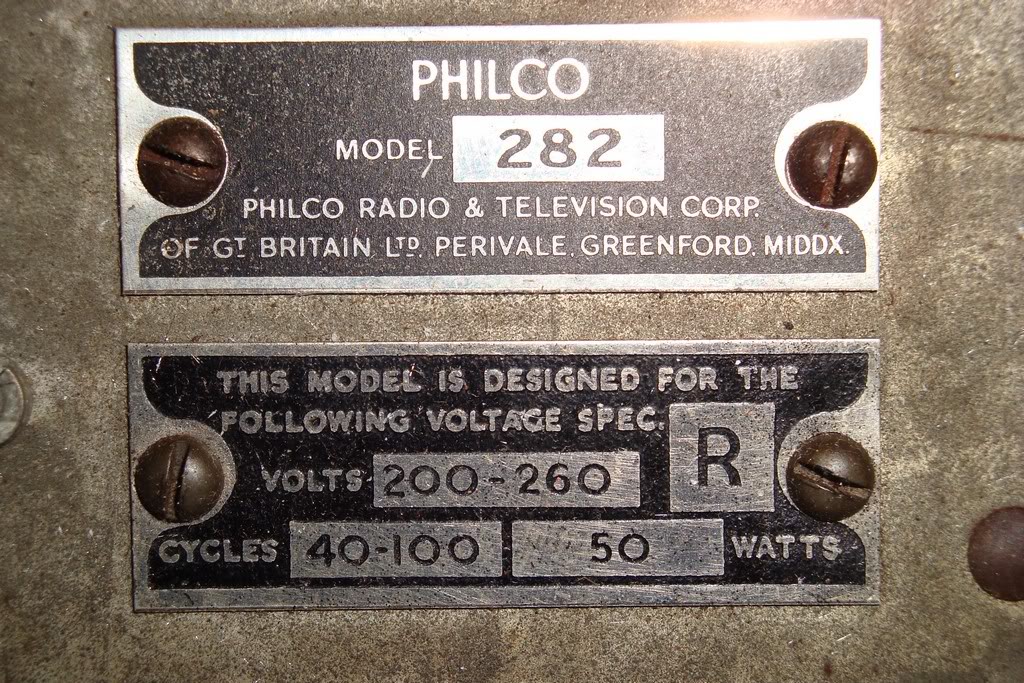 PHILCO
MODEL 282
PHILCO RADIO & TELEVISION CORP.
OF GT BRITAIN LTD, PERIVALE, GREENFORD, MIDDX.
THIS MODEL IS DESIGNED FOR THE
FOLLOWING VOLTAGE SPEC. R
VOLTS 200-260
CYCLES 40-100 50 WATTS